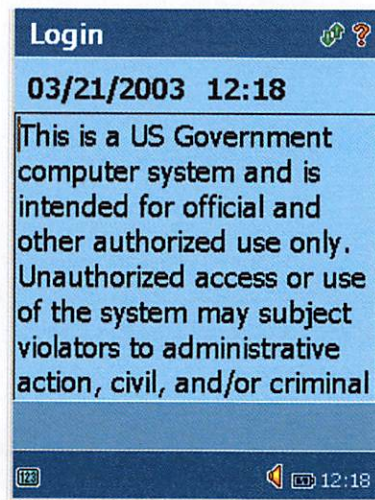 Login
03/21/2003 12:18
This is a US Government
computer system and is
intended for official and
other authorized use only.
Unauthorized access or use
of the system may subject
violators to administrative
action, civil, and/or criminal
123
12:18